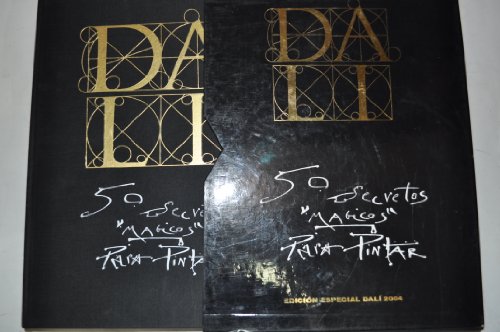 DA
LI
50
secretos
"MAGICOS"
PARA PINTAR
DA
LI
50
secretos
"MAGICOS"
PARA PINTAR
EDICIÓN ESPECIAL DALÍ 2004